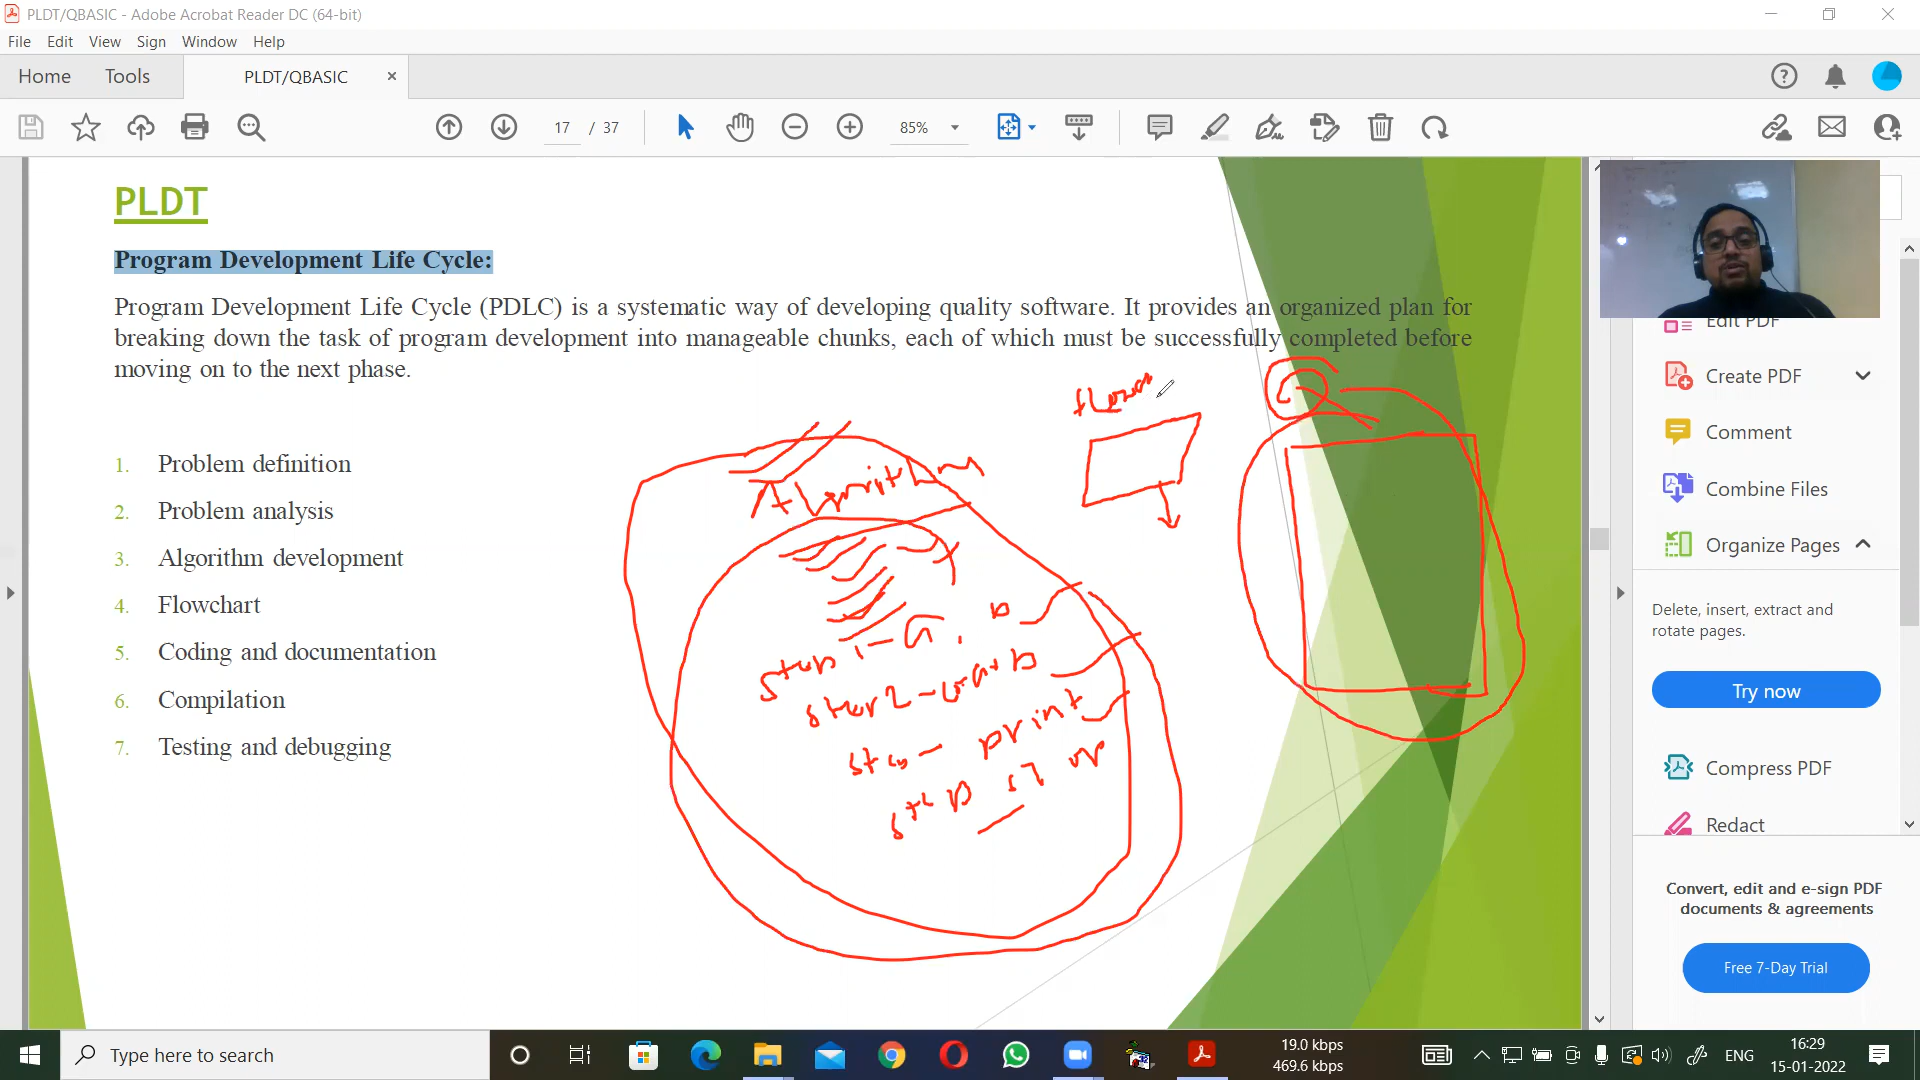 PLDT/QBASIC - Adobe Acrobat Reader DC (64-bit)
File Edit View Sign Window Help
Home Tools PLDT/QBASIC
17 / 37 85%
PLDT
Program Development Life Cycle:
Program Development Life Cycle (PDLC) is a systematic way of developing quality software. It provides an organized plan for
breaking down the task of program development into manageable chunks, each of which must be successfully completed before
moving on to the next phase.
1. Problem definition
2. Problem analysis
3. Algorithm development
4. Flowchart
5. Coding and documentation
6. Compilation
7. Testing and debugging
Algorithm
step 1 - a, b
step 2 - c=a+b
step - print
step stop
Edit PDF
Create PDF
Comment
Combine Files
Organize Pages
Delete, insert, extract and
rotate pages.
Try now
Compress PDF
Redact
Convert, edit and e-sign PDF
documents & agreements
Free 7-Day Trial
Type here to search
19.0 kbps
469.6 kbps
ENG
16:29
15-01-2022